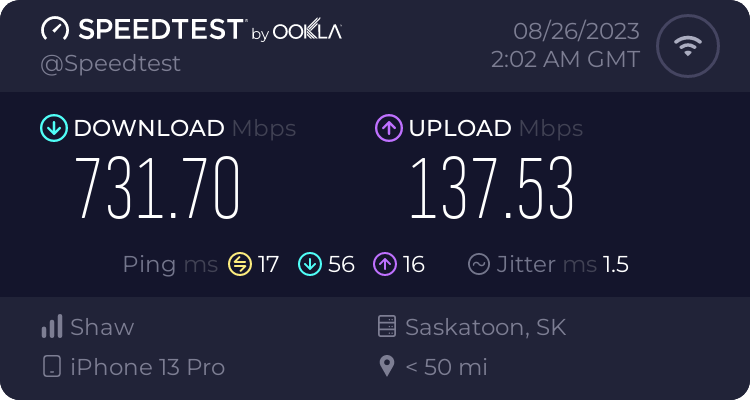 SPEEDTEST by OOKLA
@Speedtest
08/26/2023
2:02 AM GMT
DOWNLOAD Mbps
731.70
UPLOAD Mbps
137.53
Ping ms 17 56 16 Jitter ms 1.5
Shaw
iPhone 13 Pro
Saskatoon, SK
< 50 mi